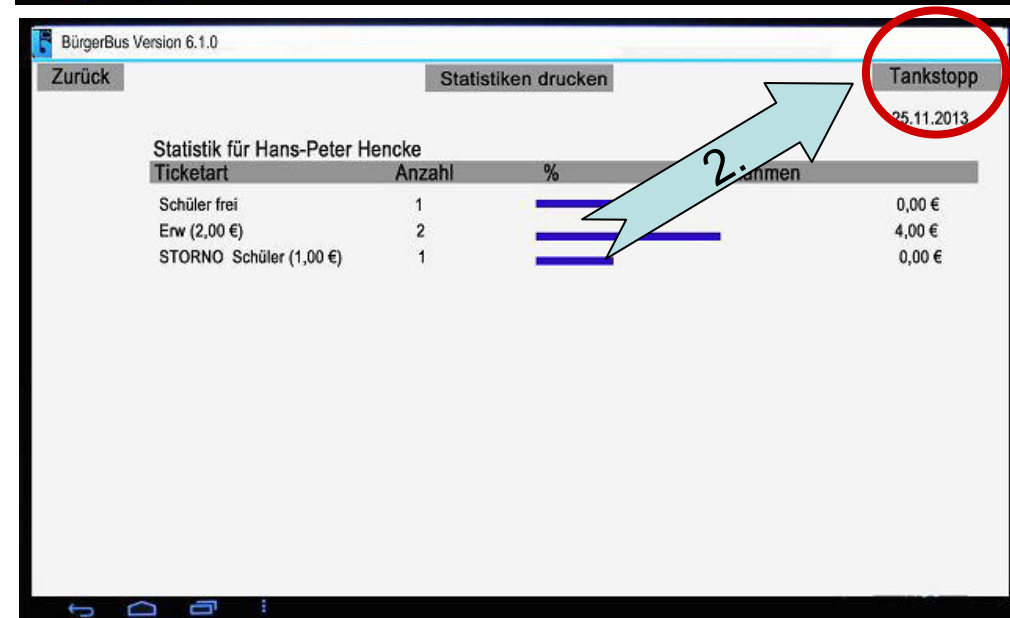 BürgerBus Version 6.1.0
Zurück Statistiken drucken Tankstopp
25.11.2013
Statistik für Hans-Peter Hencke
Ticketart Anzahl %
2.
Schüler frei 1 0,00 €
Erw (2,00 €) 2 4,00 €
STORNO Schüler (1,00 €) 1 0,00 €